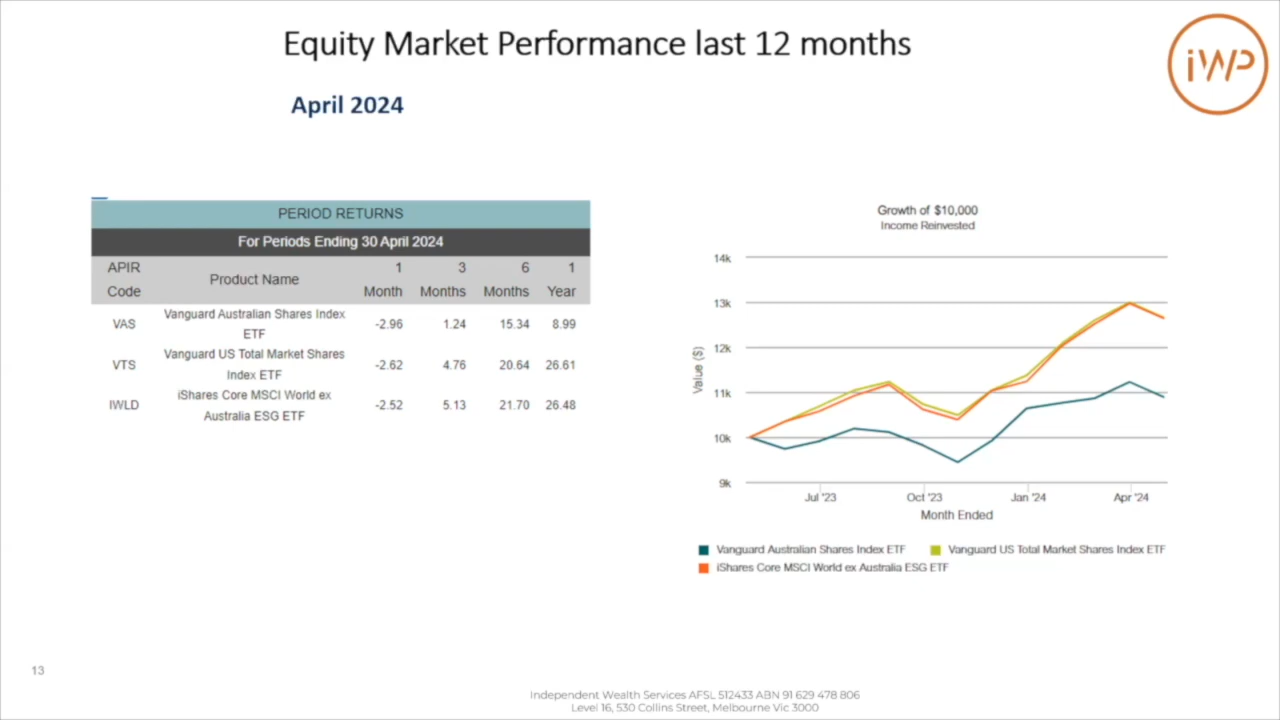 Equity Market Performance last 12 months
iWP
April 2024
PERIOD RETURNS
For Periods Ending 30 April 2024
APIR Code Product Name 1 Month 3 Months 6 Months 1 Year
VAS Vanguard Australian Shares Index ETF -2.96 1.24 15.34 8.99
VTS Vanguard US Total Market Shares Index ETF -2.62 4.76 20.64 26.61
IWLD iShares Core MSCI World ex Australia ESG ETF -2.52 5.13 21.70 26.48
Growth of $10,000
Income Reinvested
14k
13k
12k
11k
10k
9k
Value ($)
Jul '23 Oct '23 Jan '24 Apr '24
Month Ended
Vanguard Australian Shares Index ETF Vanguard US Total Market Shares Index ETF
iShares Core MSCI World ex Australia ESG ETF
13
Independent Wealth Services AFSL 512433 ABN 91 629 478 806
Level 16, 530 Collins Street, Melbourne Vic 3000